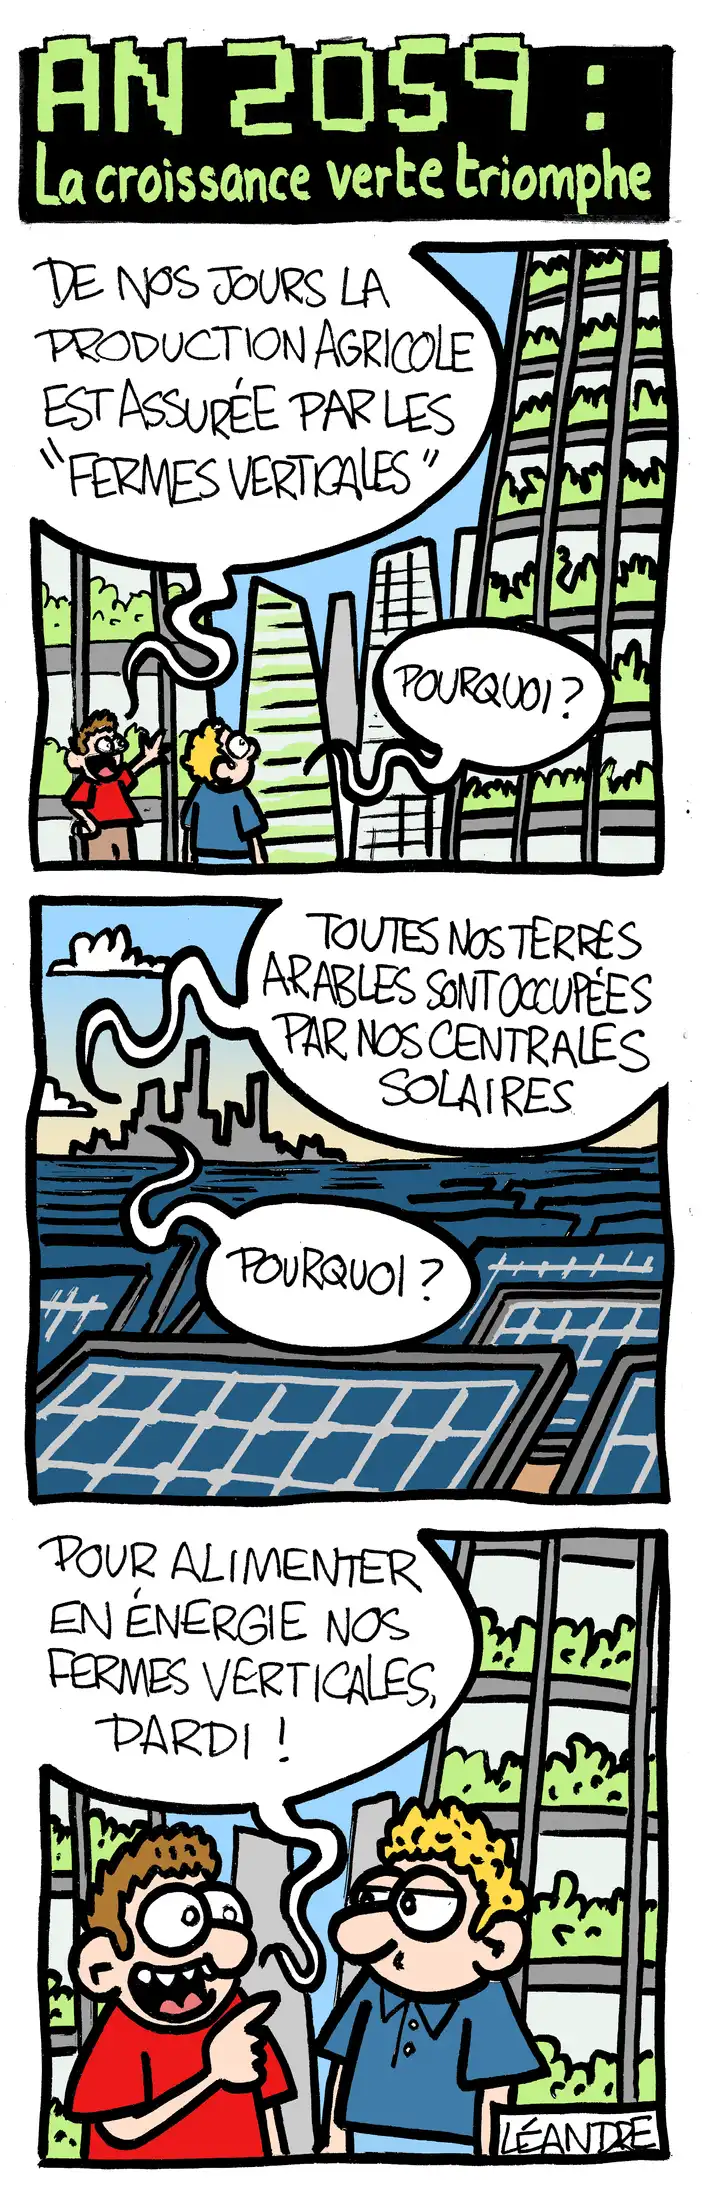 AN 2059 :
La croissance verte triomphe
DE NOS JOURS LA
PRODUCTION AGRICOLE
EST ASSURÉE PAR LES
"FERMES VERTICALES"
POURQUOI ?
TOUTES NOS TERRES
ARABLES SONT OCCUPÉES
PAR NOS CENTRALES
SOLAIRES
POURQUOI ?
POUR ALIMENTER
EN ÉNERGIE NOS
FERMES VERTICALES,
PARDI !
LÉANDRE